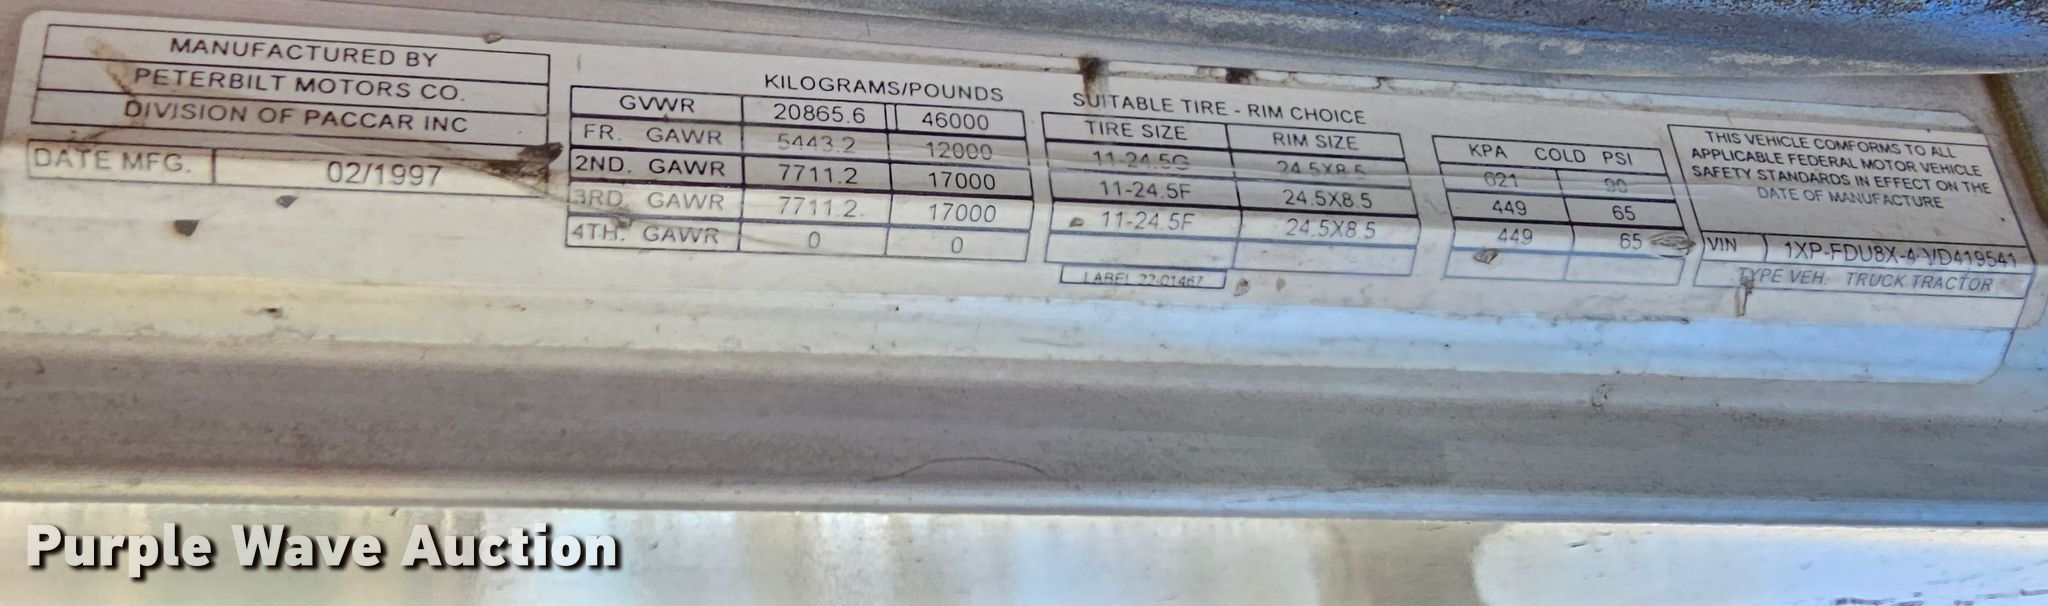 MANUFACTURED BY
PETERBILT MOTORS CO.
DIVISION OF PACCAR INC
DATE MFG. 02/1997
KILOGRAMS/POUNDS
GVWR 20865.6 46000
FR. GAWR 5443.2 12000
2ND. GAWR 7711.2 17000
3RD. GAWR 7711.2 17000
4TH. GAWR 0 0
SUITABLE TIRE - RIM CHOICE
TIRE SIZE RIM SIZE
11-24.5G 24.5X8.5
11-24.5F 24.5X8.5
11-24.5F 24.5X8.5
LABEL 22-01467
KPA COLD PSI
621 90
449 65
449 65
THIS VEHICLE COMFORMS TO ALL
APPLICABLE FEDERAL MOTOR VEHICLE
SAFETY STANDARDS IN EFFECT ON THE
DATE OF MANUFACTURE
VIN 1XP-FDU8X-4-VD419541
TYPE VEH. TRUCK TRACTOR
Purple Wave Auction